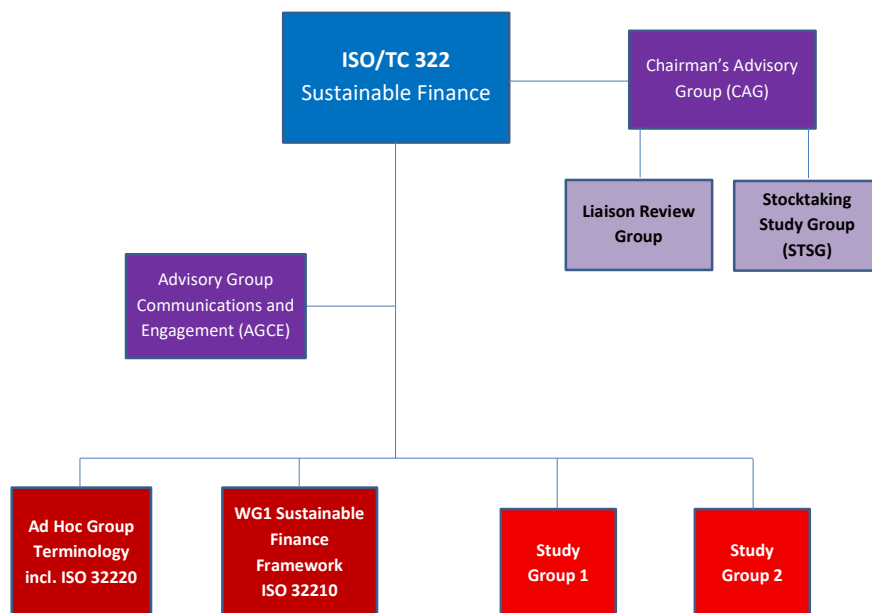 ISO/TC 322
Sustainable Finance
Chairman’s Advisory
Group (CAG)
Liaison Review
Group
Stocktaking
Study Group
(STSG)
Advisory Group
Communications and
Engagement (AGCE)
Ad Hoc Group
Terminology
incl. ISO 32220
WG1 Sustainable
Finance
Framework
ISO 32210
Study
Group 1
Study
Group 2